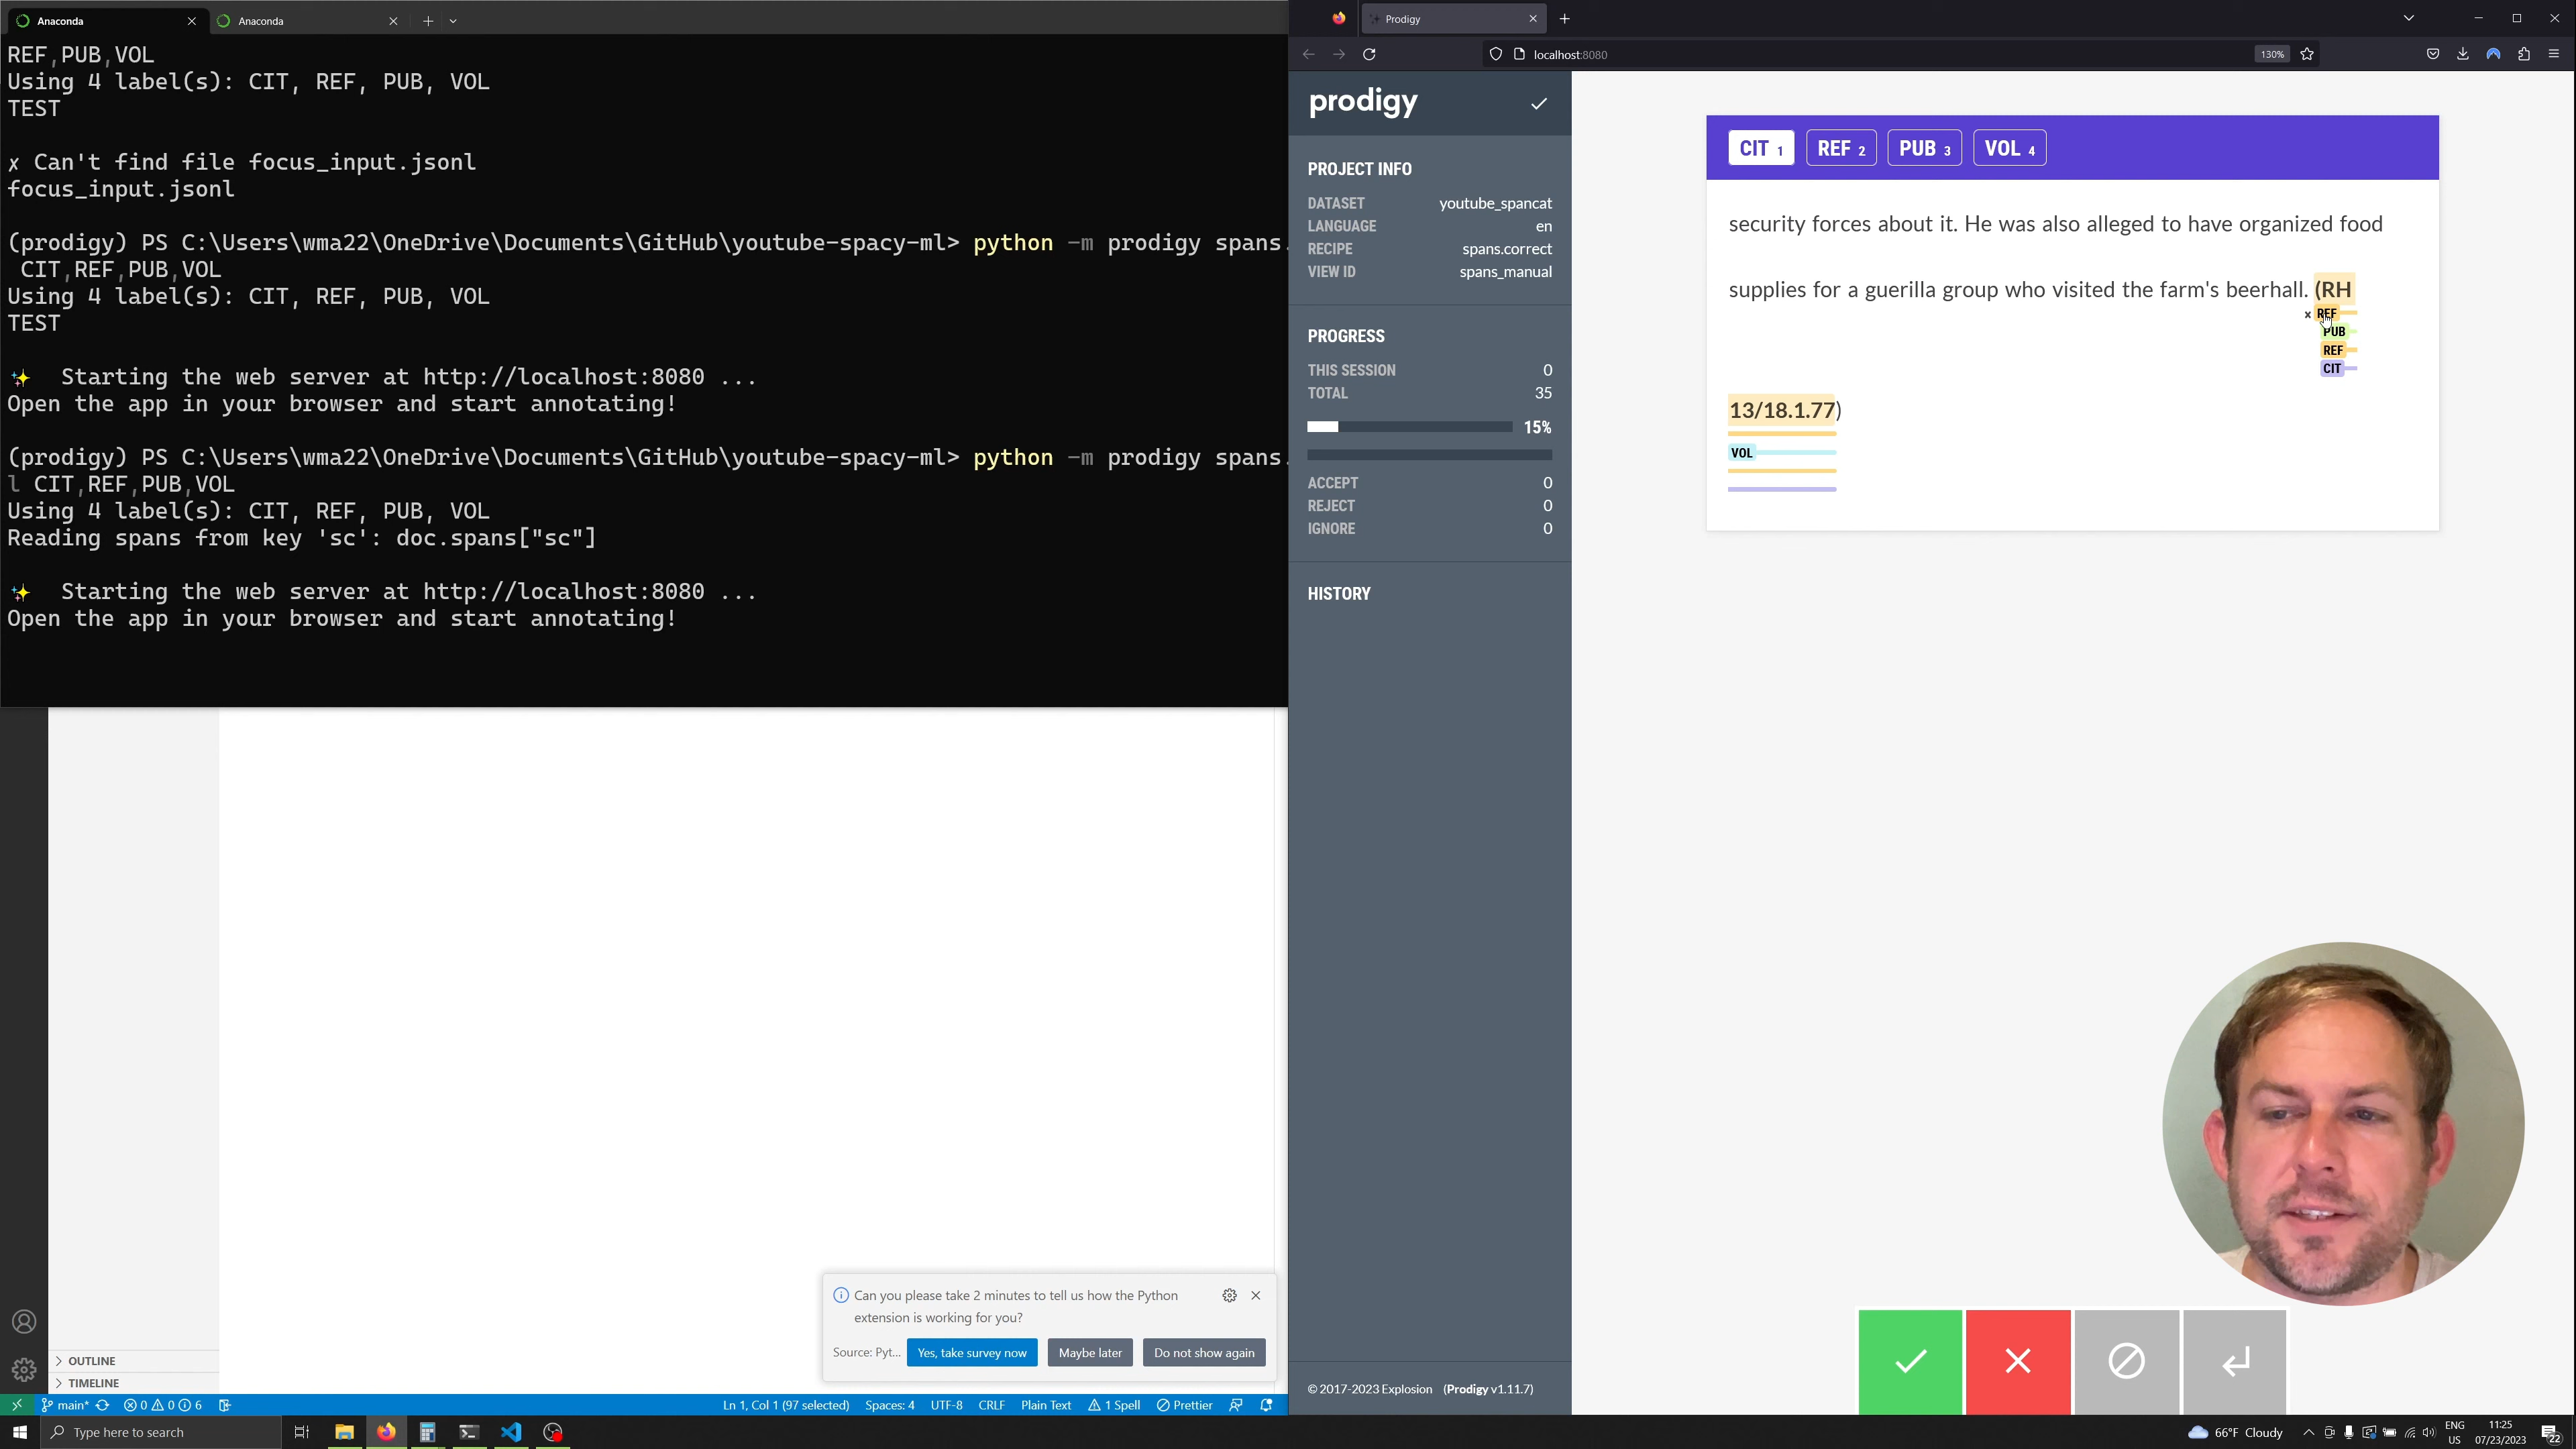 Anaconda
Anaconda
REF,PUB,VOL
Using 4 label(s): CIT, REF, PUB, VOL
TEST
✗ Can't find file focus_input.jsonl
focus_input.jsonl
(prodigy) PS C:\Users\wma22\OneDrive\Documents\GitHub\youtube-spacy-ml> python -m prodigy spans.
CIT,REF,PUB,VOL
Using 4 label(s): CIT, REF, PUB, VOL
TEST
✨ Starting the web server at http://localhost:8080 ...
Open the app in your browser and start annotating!
(prodigy) PS C:\Users\wma22\OneDrive\Documents\GitHub\youtube-spacy-ml> python -m prodigy spans.
l CIT,REF,PUB,VOL
Using 4 label(s): CIT, REF, PUB, VOL
Reading spans from key 'sc': doc.spans["sc"]
✨ Starting the web server at http://localhost:8080 ...
Open the app in your browser and start annotating!
OUTLINE
TIMELINE
Can you please take 2 minutes to tell us how the Python
extension is working for you?
Source: Pyt... Yes, take survey now Maybe later Do not show again
main* 0 0 6 Ln 1, Col 1 (97 selected) Spaces: 4 UTF-8 CRLF Plain Text 1 Spell Prettier
Prodigy
localhost:8080 130%
prodigy
PROJECT INFO
DATASET youtube_spancat
LANGUAGE en
RECIPE spans.correct
VIEW ID spans_manual
PROGRESS
THIS SESSION 0
TOTAL 35
15%
ACCEPT 0
REJECT 0
IGNORE 0
HISTORY
© 2017-2023 Explosion (Prodigy v1.11.7)
CIT 1 REF 2 PUB 3 VOL 4
security forces about it. He was also alleged to have organized food
supplies for a guerilla group who visited the farm's beerhall. (RH
x REF
PUB
REF
CIT
13/18.1.77)
VOL
Type here to search
66°F Cloudy
ENG
US
11:25
07/23/2023
22